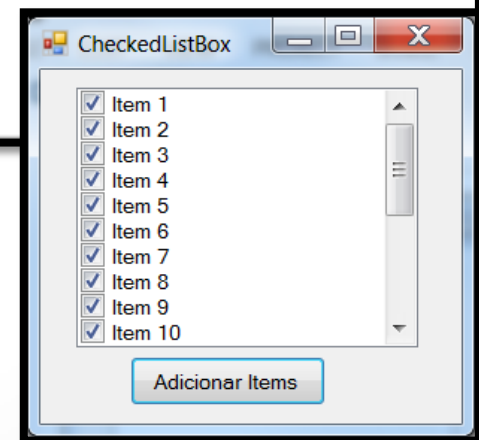 CheckedListBox
Item 1
Item 2
Item 3
Item 4
Item 5
Item 6
Item 7
Item 8
Item 9
Item 10
Adicionar Items